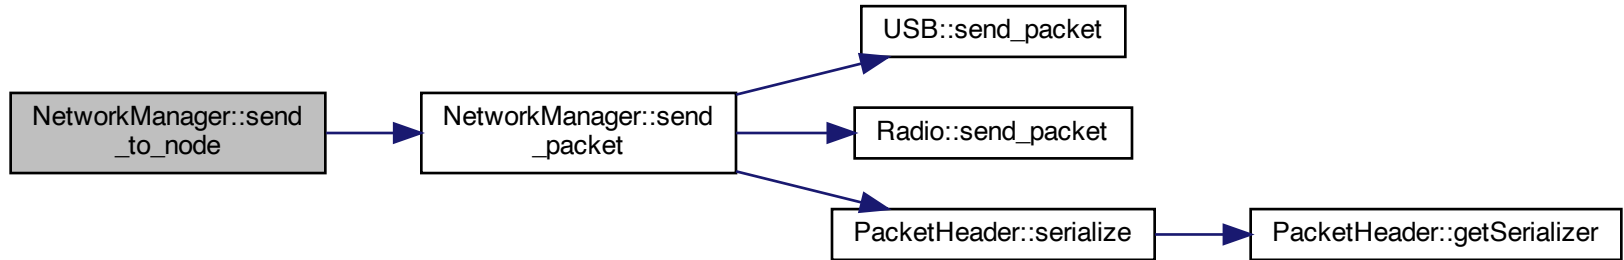 NetworkManager::send
_to_node
NetworkManager::send
_packet
USB::send_packet
Radio::send_packet
PacketHeader::serialize
PacketHeader::getSerializer